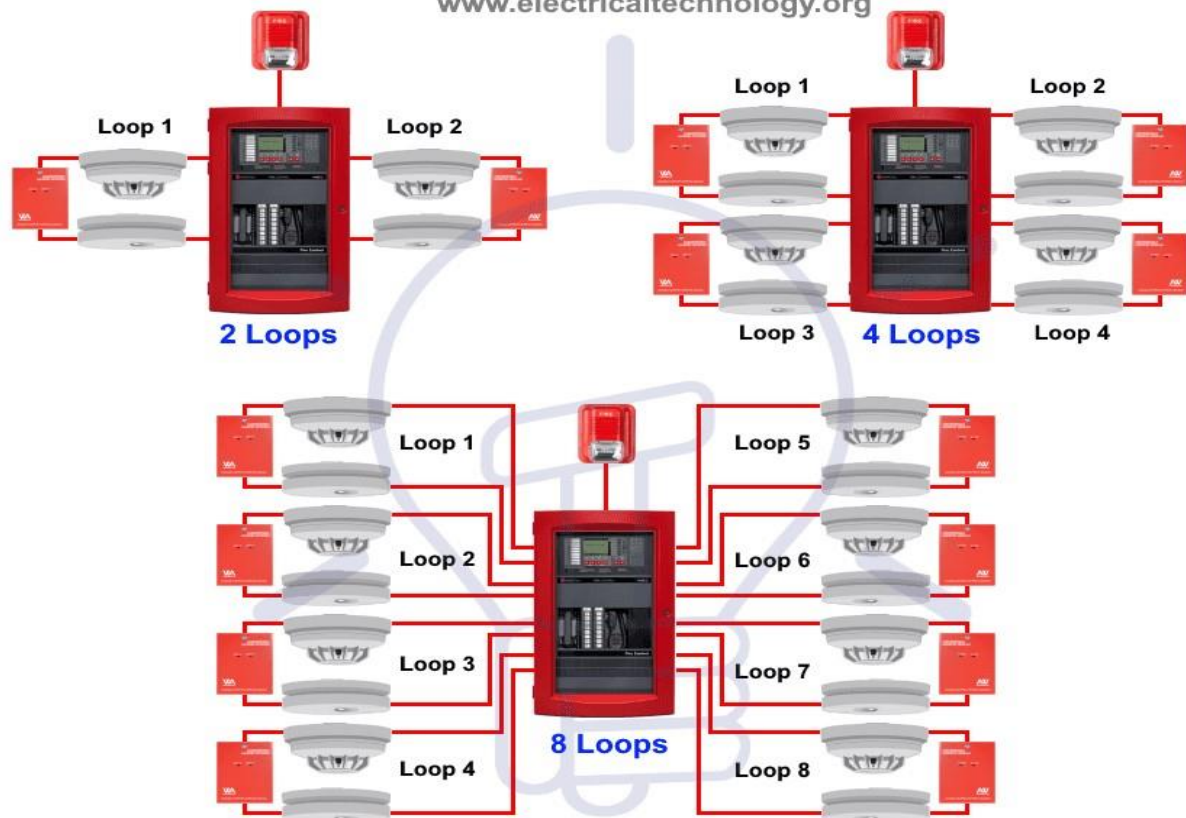 www.electricaltechnology.org
Loop 1
Loop 2
2 Loops
Loop 1
Loop 2
Loop 3
4 Loops
Loop 4
Loop 1
Loop 5
Loop 2
Loop 6
Loop 3
Loop 7
8 Loops
Loop 4
Loop 8